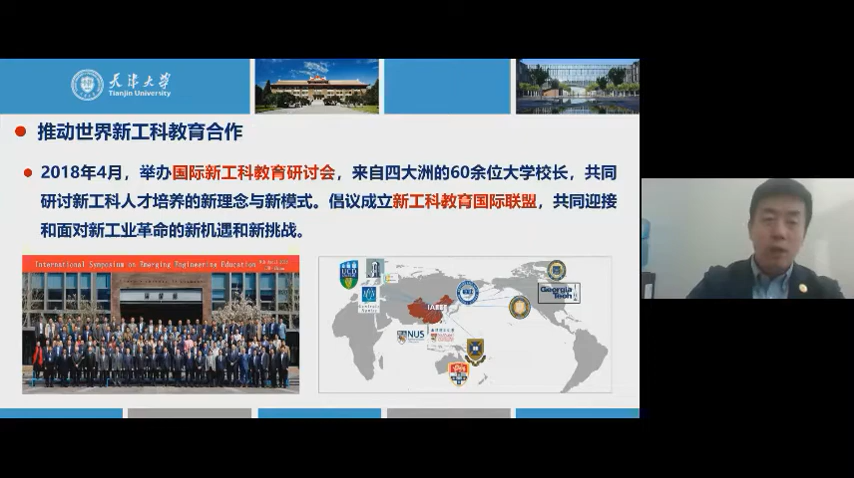 天津大学
Tianjin University
推动世界新工科教育合作
2018年4月，举办国际新工科教育研讨会，来自四大洲的60余位大学校长，共同
研讨新工科人才培养的新理念与新模式。倡议成立新工科教育国际联盟，共同迎接
和面对新工业革命的新机遇和新挑战。
International Symposium on Emerging Engineering Education
UCD
IAEEE
NUS
Georgia
Tech